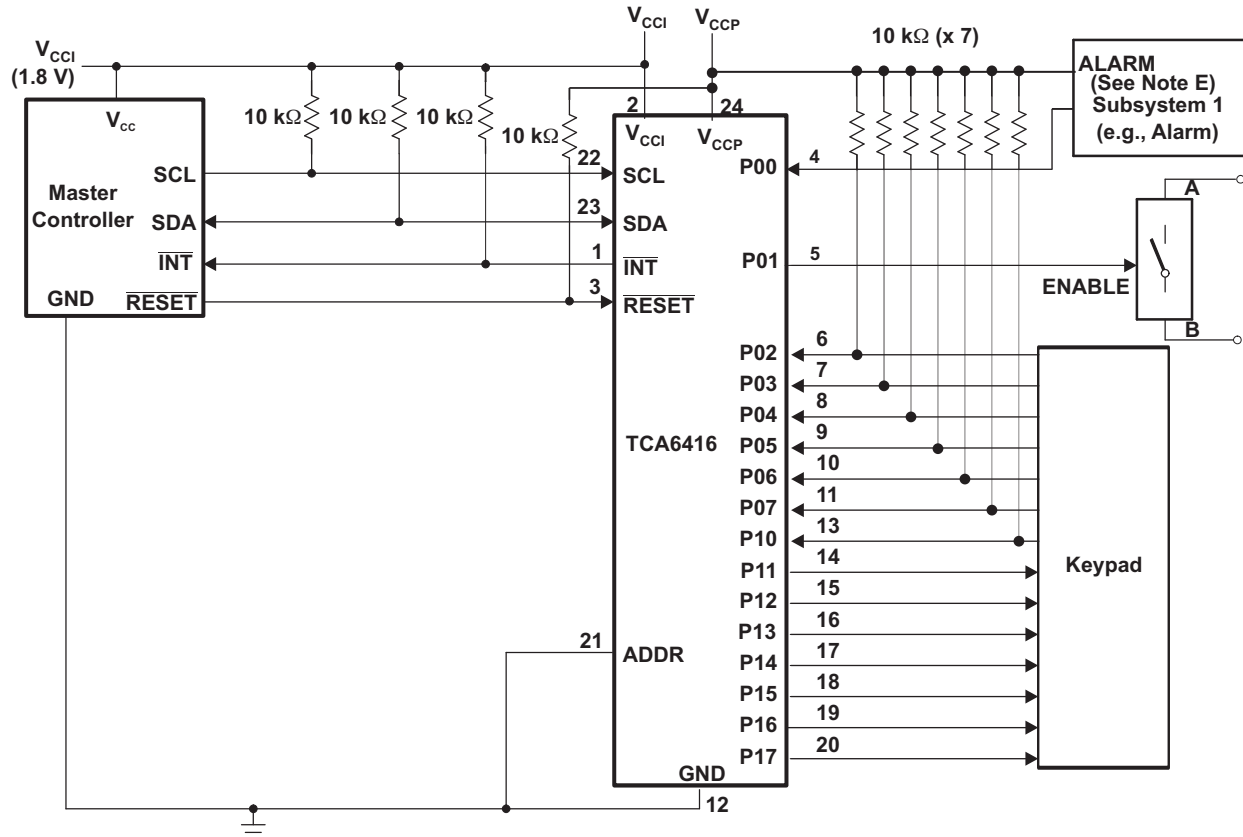 VCCI
(1.8 V)
VCCI
VCCP
10 kΩ (x 7)
ALARM
(See Note E)
Subsystem 1
(e.g., Alarm)
VCC
10 kΩ
10 kΩ
10 kΩ
10 kΩ
2
24
VCCI
VCCP
Master
Controller
SCL
22
SCL
P00
4
SDA
23
SDA
A
INT
1
INT
P01
5
ENABLE
GND
RESET
3
RESET
B
P02
6
P03
7
P04
8
P05
9
TCA6416
P06
10
P07
11
P10
13
Keypad
P11
14
P12
15
P13
16
21
ADDR
P14
17
P15
18
P16
19
P17
20
GND
12